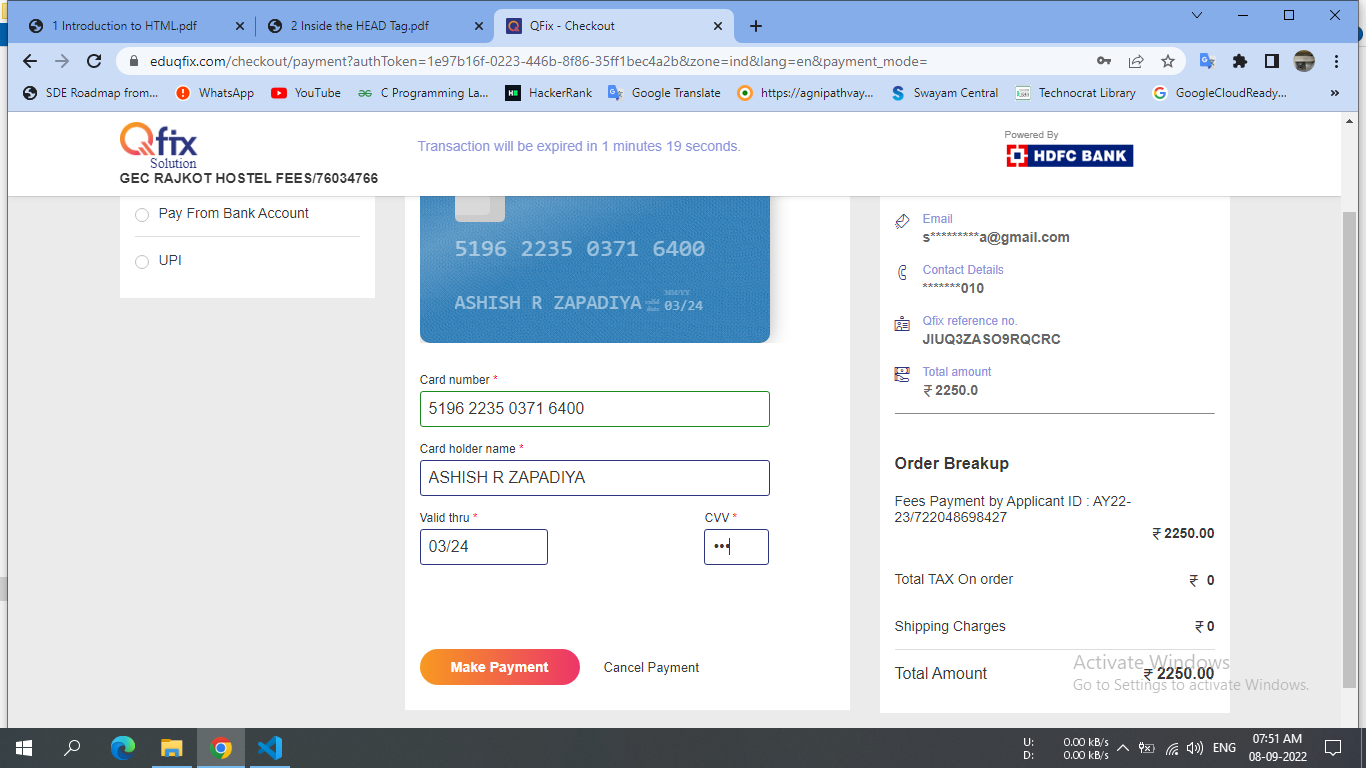 1 Introduction to HTML.pdf
2 Inside the HEAD Tag.pdf
QFix - Checkout
eduqfix.com/checkout/payment?authToken=1e97b16f-0223-446b-8f86-35ff1bec4a2b&zone=ind&lang=en&payment_mode=
SDE Roadmap from...
WhatsApp
YouTube
C Programming La...
HackerRank
Google Translate
https://agnipathvay...
Swayam Central
Technocrat Library
GoogleCloudReady...
»
Qfix
Solution
GEC RAJKOT HOSTEL FEES/76034766
Transaction will be expired in 1 minutes 19 seconds.
Powered By
HDFC BANK
Pay From Bank Account
UPI
5196 2235 0371 6400
MM/YY
ASHISH R ZAPADIYA valid thru 03/24
Card number *
5196 2235 0371 6400
Card holder name *
ASHISH R ZAPADIYA
Valid thru *
CVV *
03/24
•••
Make Payment
Cancel Payment
Email
s*********a@gmail.com
Contact Details
*******010
Qfix reference no.
JIUQ3ZASO9RQCRC
Total amount
₹ 2250.0
Order Breakup
Fees Payment by Applicant ID : AY22-
23/722048698427
₹ 2250.00
Total TAX On order
₹ 0
Shipping Charges
₹ 0
Total Amount
₹ 2250.00
Activate Windows
Go to Settings to activate Windows.
U: 0.00 kB/s
D: 0.00 kB/s
ENG
07:51 AM
08-09-2022